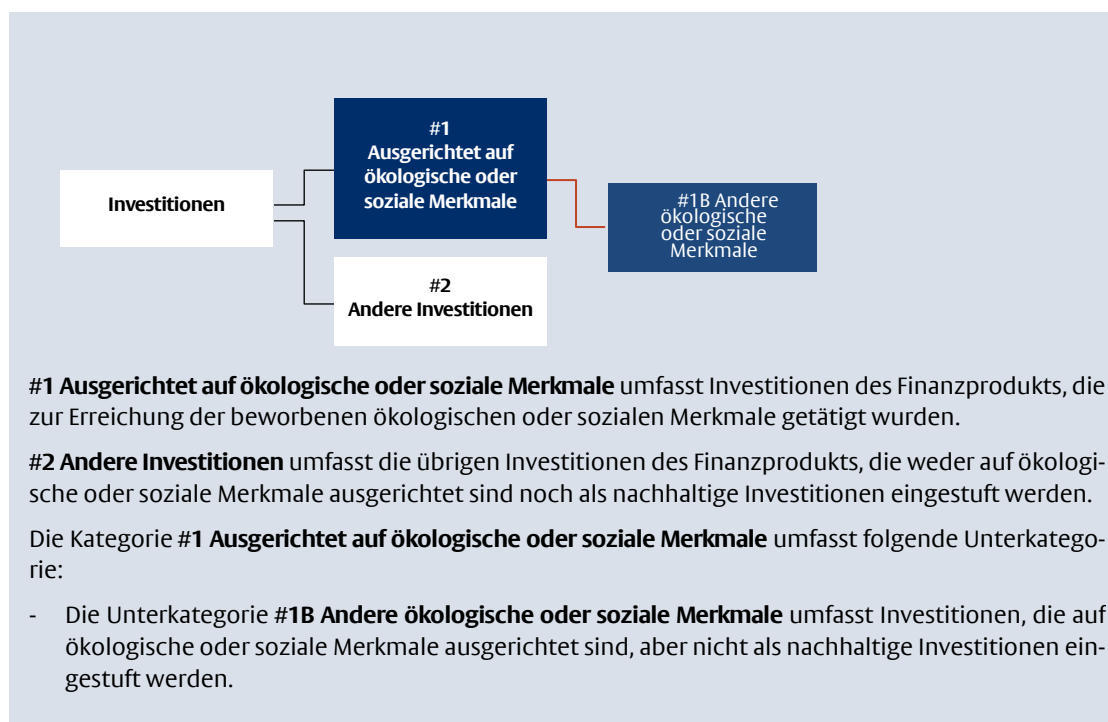 #1
Ausgerichtet auf
ökologische oder
soziale Merkmale
Investitionen
#1B Andere
ökologische
oder soziale
Merkmale
#2
Andere Investitionen
#1 Ausgerichtet auf ökologische oder soziale Merkmale umfasst Investitionen des Finanzprodukts, die
zur Erreichung der beworbenen ökologischen oder sozialen Merkmale getätigt wurden.
#2 Andere Investitionen umfasst die übrigen Investitionen des Finanzprodukts, die weder auf ökologi-
sche oder soziale Merkmale ausgerichtet sind noch als nachhaltige Investitionen eingestuft werden.
Die Kategorie #1 Ausgerichtet auf ökologische oder soziale Merkmale umfasst folgende Unterkatego-
rie:
- Die Unterkategorie #1B Andere ökologische oder soziale Merkmale umfasst Investitionen, die auf
ökologische oder soziale Merkmale ausgerichtet sind, aber nicht als nachhaltige Investitionen ein-
gestuft werden.